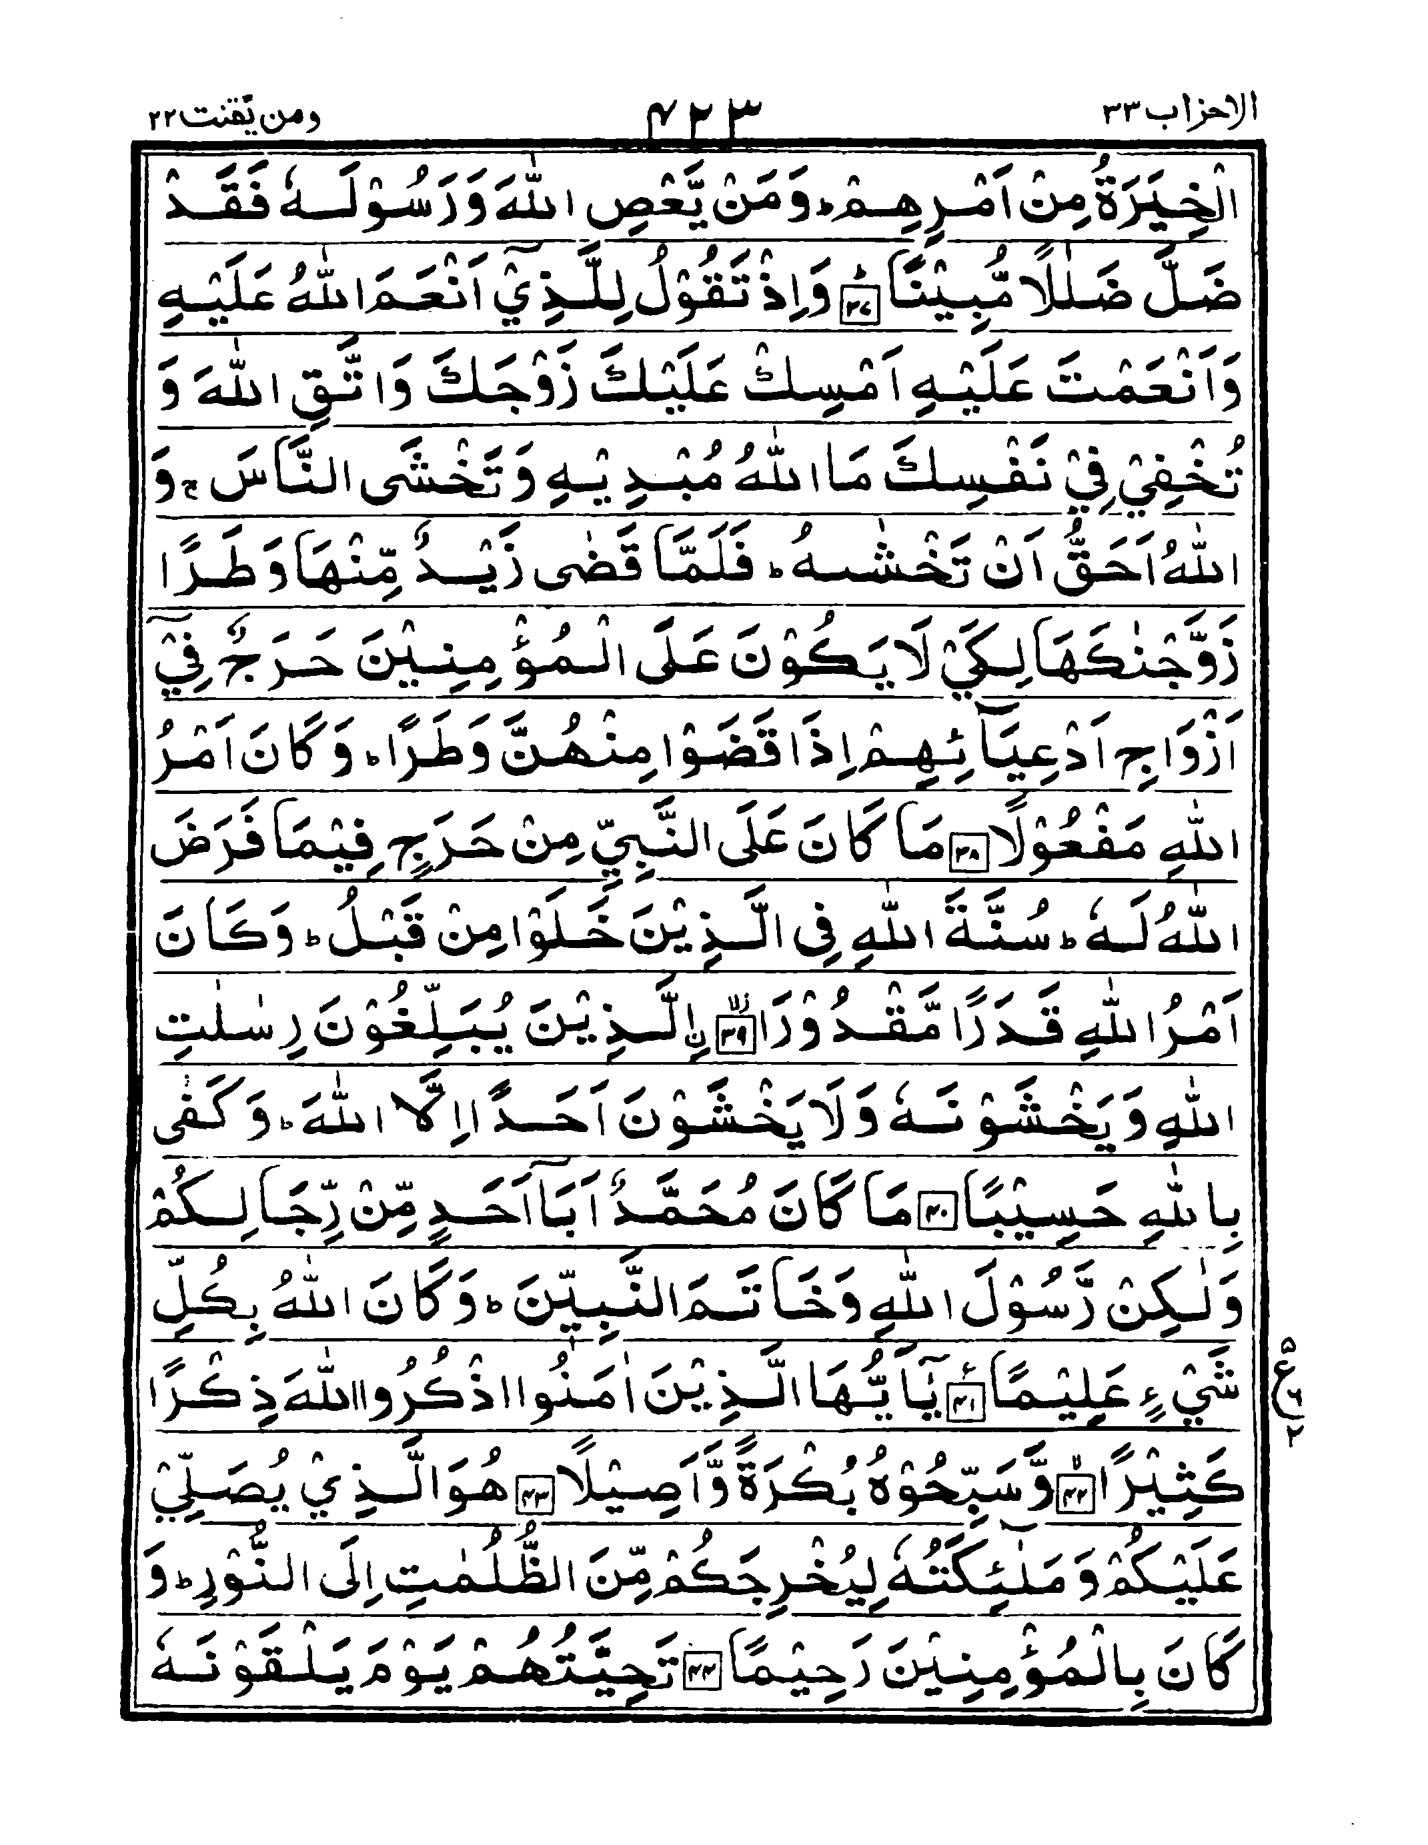 الاحزاب ٣٣
٤٢٣
ومن يّقنت ٢٢
الْخِيَرَةُ مِنْ اَمْرِهِمْ ؕ وَمَنْ يَّعْصِ اللّٰهَ وَرَسُوْلَهٗ فَقَدْ
ضَلَّ ضَلٰلًا مُّبِيْنًا ؕ ٣٧ وَاِذْ تَقُوْلُ لِلَّذِيْۤ اَنْعَمَ اللّٰهُ عَلَيْهِ
وَاَنْعَمْتَ عَلَيْهِ اَمْسِكْ عَلَيْكَ زَوْجَكَ وَاتَّقِ اللّٰهَ وَ
تُخْفِيْ فِيْ نَفْسِكَ مَا اللّٰهُ مُبْدِيْهِ وَتَخْشَى النَّاسَ ۚ وَ
اللّٰهُ اَحَقُّ اَنْ تَخْشٰىهُ ؕ فَلَمَّا قَضٰى زَيْدٌ مِّنْهَا وَطَرًا
زَوَّجْنٰكَهَا لِكَيْ لَا يَكُوْنَ عَلَى الْمُؤْمِنِيْنَ حَرَجٌ فِيْۤ
اَزْوَاجِ اَدْعِيَآئِهِمْ اِذَا قَضَوْا مِنْهُنَّ وَطَرًا ؕ وَكَانَ اَمْرُ
اللّٰهِ مَفْعُوْلًا ٣٨ مَا كَانَ عَلَى النَّبِيِّ مِنْ حَرَجٍ فِيْمَا فَرَضَ
اللّٰهُ لَهٗ ؕ سُنَّةَ اللّٰهِ فِى الَّذِيْنَ خَلَوْا مِنْ قَبْلُ ؕ وَكَانَ
اَمْرُ اللّٰهِ قَدَرًا مَّقْدُوْرَا ٣٩ ۨ الَّذِيْنَ يُبَلِّغُوْنَ رِسٰلٰتِ
اللّٰهِ وَيَخْشَوْنَهٗ وَلَا يَخْشَوْنَ اَحَدًا اِلَّا اللّٰهَ ؕ وَكَفٰى
بِاللّٰهِ حَسِيْبًا ٤٠ مَا كَانَ مُحَمَّدٌ اَبَآ اَحَدٍ مِّنْ رِّجَالِكُمْ
وَلٰكِنْ رَّسُوْلَ اللّٰهِ وَخَاتَمَ النَّبِيّٖنَ ؕ وَكَانَ اللّٰهُ بِكُلِّ
شَيْءٍ عَلِيْمًا ٤١ يٰۤاَيُّهَا الَّذِيْنَ اٰمَنُوا اذْكُرُوا اللّٰهَ ذِكْرًا
ع
٥
٦
٢
كَثِيْرًا ٤٢ وَّسَبِّحُوْهُ بُكْرَةً وَّاَصِيْلًا ٤٣ هُوَ الَّذِيْ يُصَلِّيْ
عَلَيْكُمْ وَمَلٰٓئِكَتُهٗ لِيُخْرِجَكُمْ مِّنَ الظُّلُمٰتِ اِلَى النُّوْرِ ؕ وَ
كَانَ بِالْمُؤْمِنِيْنَ رَحِيْمًا ٤٤ تَحِيَّتُهُمْ يَوْمَ يَلْقَوْنَهٗ